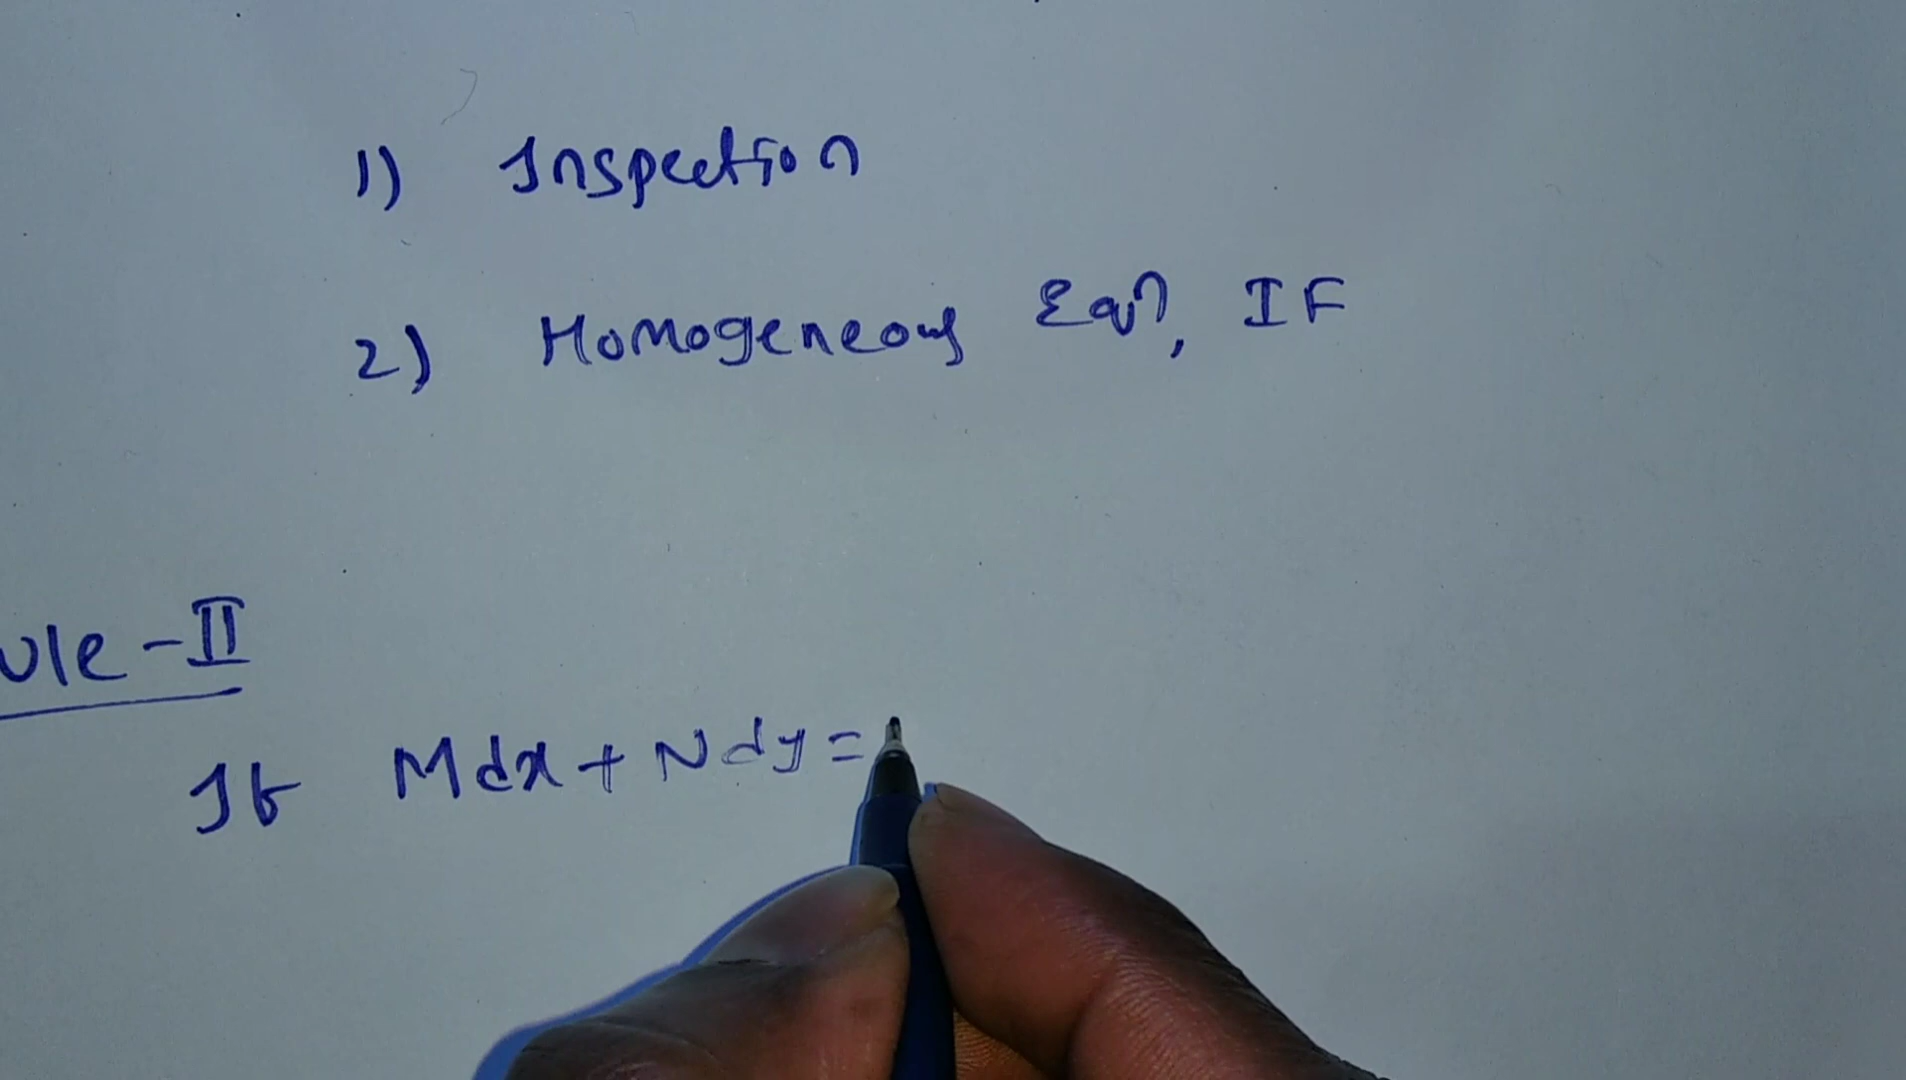 1) Inspection
2) Homogeneous Eqn, IF
ule - II
If Mdx + Ndy =